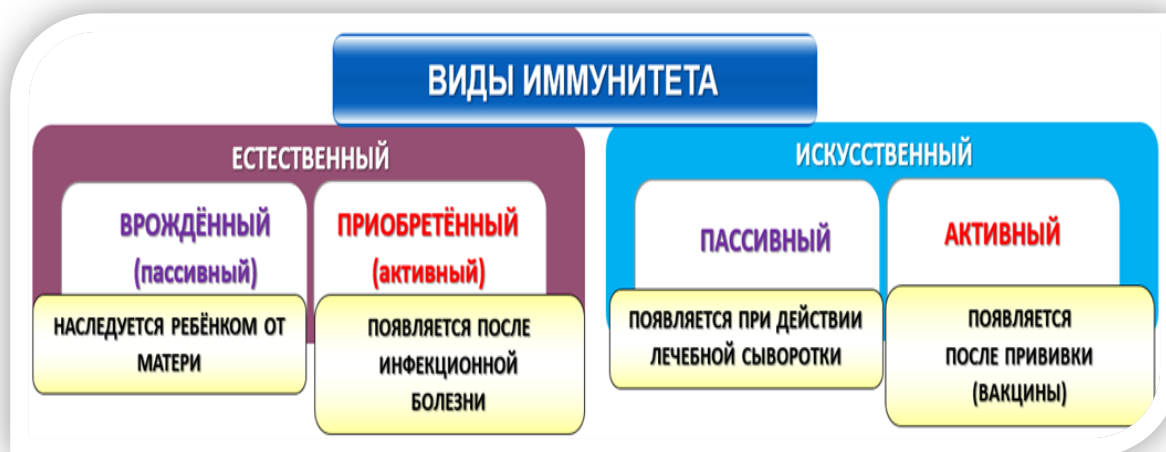 ВИДЫ ИММУНИТЕТА
ЕСТЕСТВЕННЫЙ
ВРОЖДЁННЫЙ
(пассивный)
НАСЛЕДУЕТСЯ РЕБЁНКОМ ОТ
МАТЕРИ
ПРИОБРЕТЁННЫЙ
(активный)
ПОЯВЛЯЕТСЯ ПОСЛЕ
ИНФЕКЦИОННОЙ
БОЛЕЗНИ
ИСКУССТВЕННЫЙ
ПАССИВНЫЙ
ПОЯВЛЯЕТСЯ ПРИ ДЕЙСТВИИ
ЛЕЧЕБНОЙ СЫВОРОТКИ
АКТИВНЫЙ
ПОЯВЛЯЕТСЯ
ПОСЛЕ ПРИВИВКИ
(ВАКЦИНЫ)